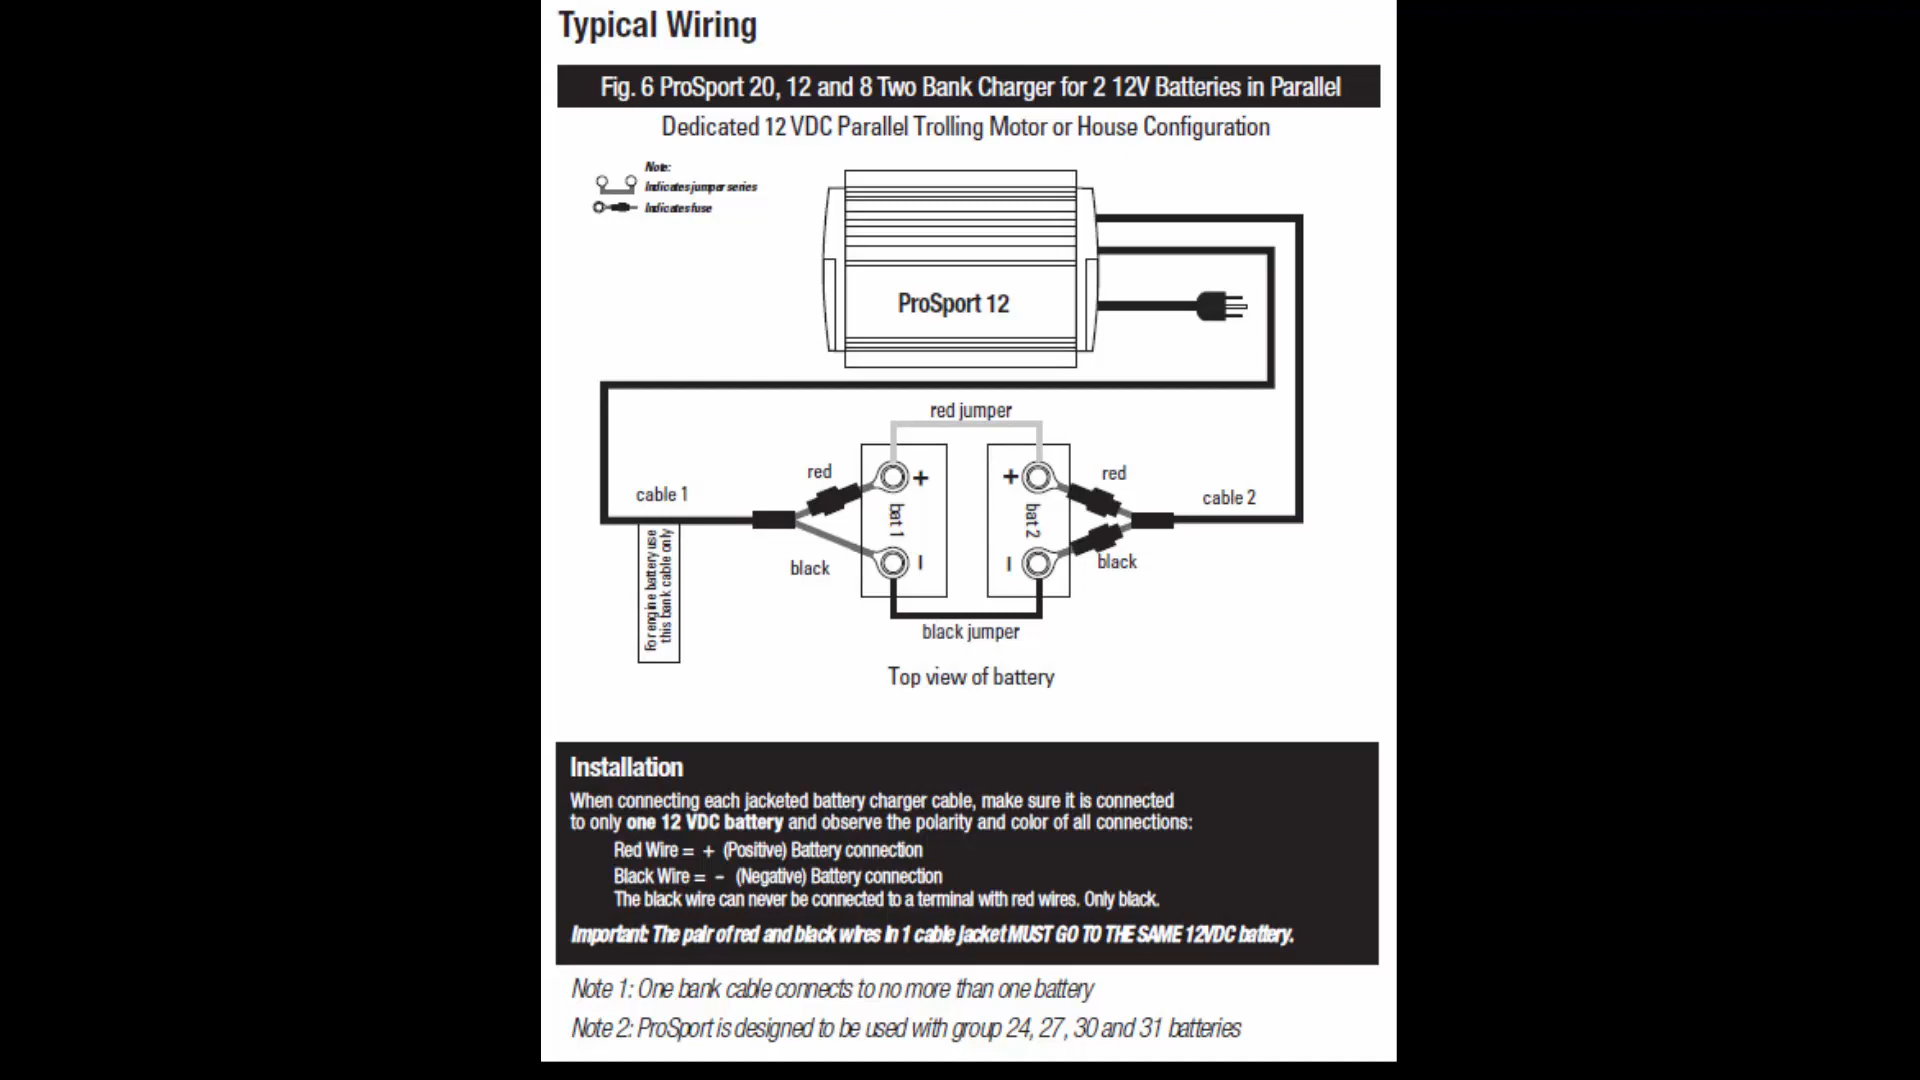 Typical Wiring
Fig. 6 ProSport 20, 12 and 8 Two Bank Charger for 2 12V Batteries in Parallel
Dedicated 12 VDC Parallel Trolling Motor or House Configuration
Note:
Indicates jumper series
Indicates fuse
ProSport 12
red jumper
red
+
+
red
cable 1
cable 2
bat 1
bat 2
black
–
–
black
For engine battery use
this bank cable only
black jumper
Top view of battery
Installation
When connecting each jacketed battery charger cable, make sure it is connected
to only one 12 VDC battery and observe the polarity and color of all connections:
Red Wire = + (Positive) Battery connection
Black Wire = – (Negative) Battery connection
The black wire can never be connected to a terminal with red wires. Only black.
Important: The pair of red and black wires in 1 cable jacket MUST GO TO THE SAME 12VDC battery.
Note 1: One bank cable connects to no more than one battery
Note 2: ProSport is designed to be used with group 24, 27, 30 and 31 batteries